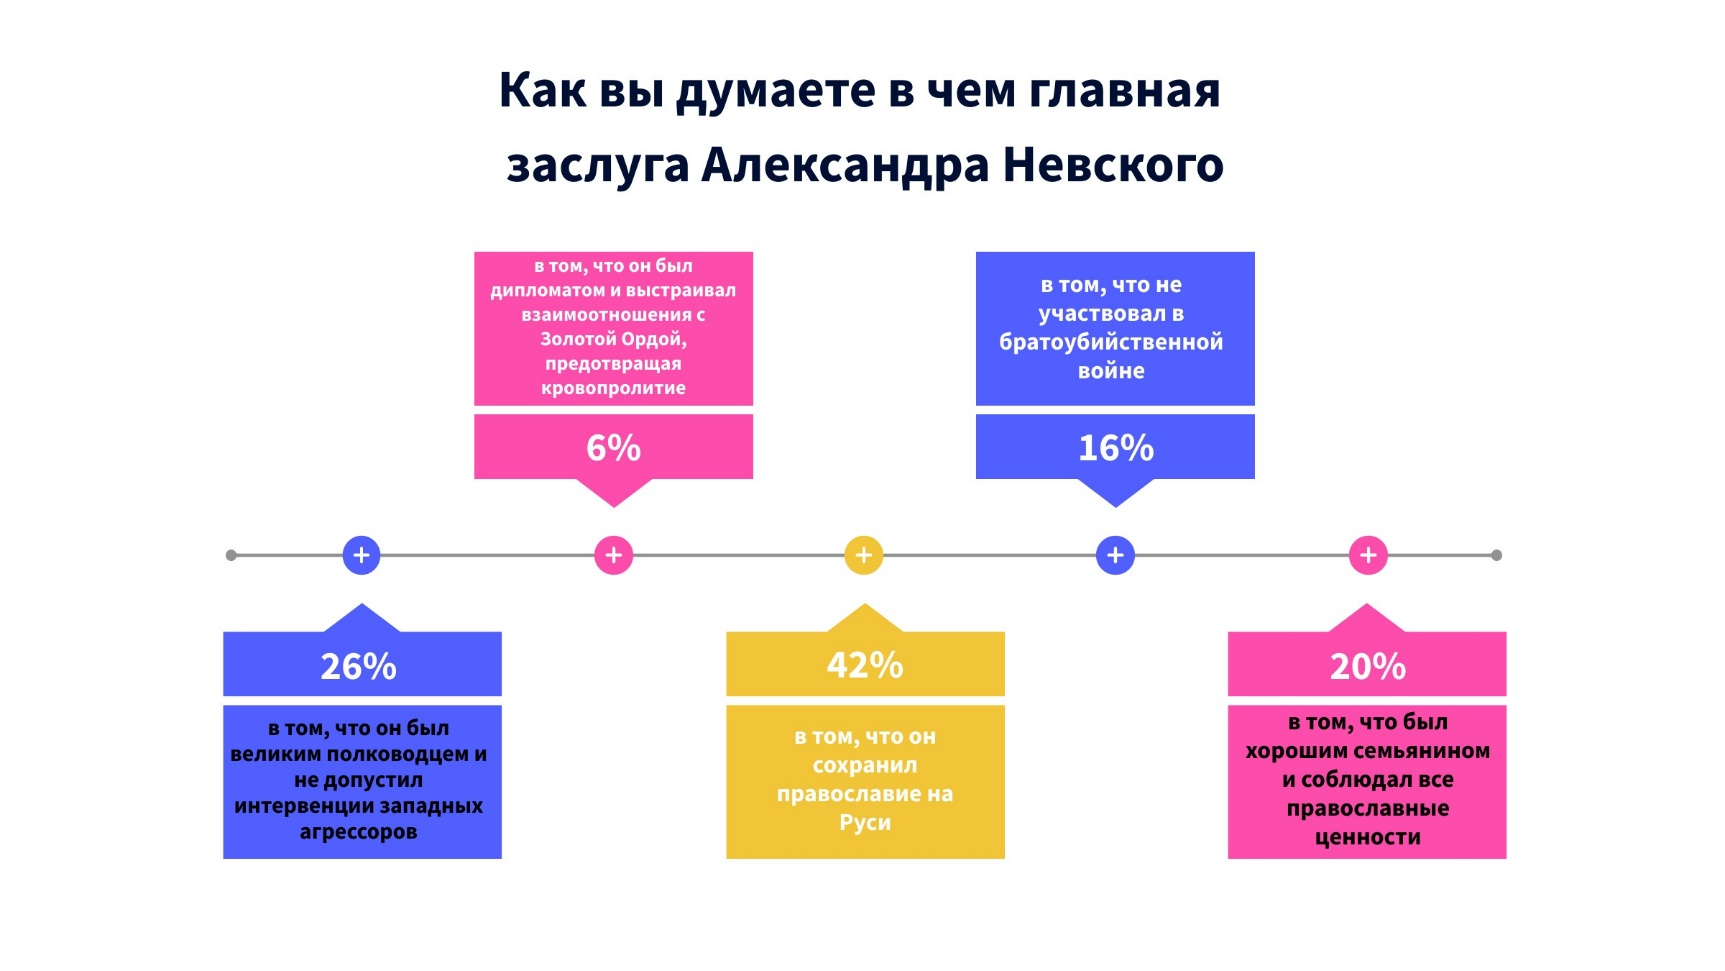 Как вы думаете в чем главная
заслуга Александра Невского
в том, что он был
дипломатом и выстраивал
взаимоотношения с
Золотой Ордой,
предотвращая
кровопролитие
6%
в том, что не
участвовал в
братоубийственной
войне
16%
26%
в том, что он был
великим полководцем и
не допустил
интервенции западных
агрессоров
42%
в том, что он
сохранил
православие на
Руси
20%
в том, что был
хорошим семьянином
и соблюдал все
православные
ценности